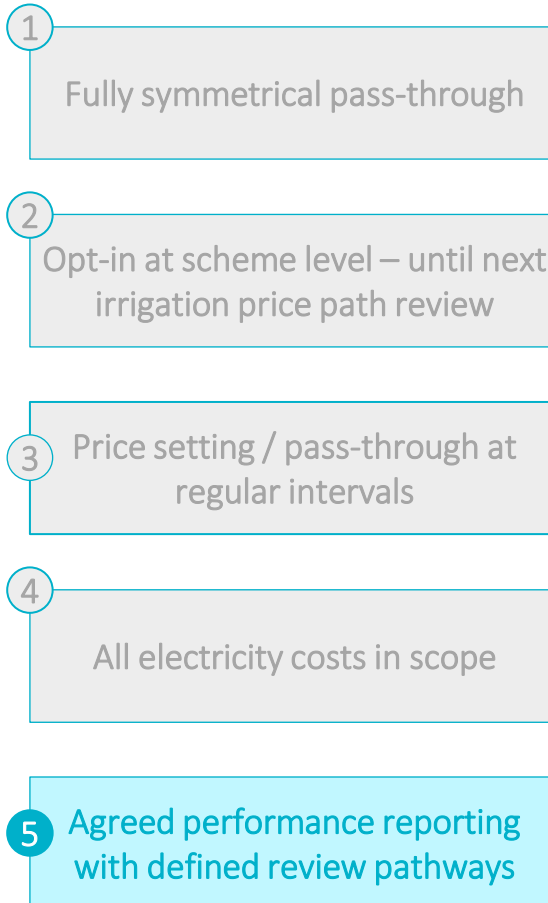 1
Fully symmetrical pass-through
2
Opt-in at scheme level – until next
irrigation price path review
3
Price setting / pass-through at
regular intervals
4
All electricity costs in scope
5
Agreed performance reporting
with defined review pathways